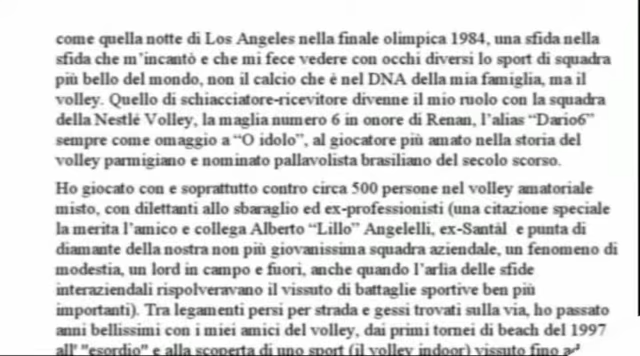 come quella notte di Los Angeles nella finale olimpica 1984, una sfida nella
sfida che m'incantò e che mi fece vedere con occhi diversi lo sport di squadra
più bello del mondo, non il calcio che è nel DNA della mia famiglia, ma il
volley. Quello di schiacciatore-ricevitore divenne il mio ruolo con la squadra
della Nestlé Volley, la maglia numero 6 in onore di Renan, l'alias “Dario6”
sempre come omaggio a “O idolo”, al giocatore più amato nella storia del
volley parmigiano e nominato pallavolista brasiliano del secolo scorso.
Ho giocato con e soprattutto contro circa 500 persone nel volley amatoriale
misto, con dilettanti allo sbaraglio ed ex-professionisti (una citazione speciale
la merita l'amico e collega Alberto “Lillo” Angelelli, ex-Santàl e punta di
diamante della nostra non più giovanissima squadra aziendale, un fenomeno di
modestia, un lord in campo e fuori, anche quando l'arlia delle sfide
interaziendali rispolveravano il vissuto di battaglie sportive ben più
importanti). Tra legamenti persi per strada e gessi trovati sulla via, ho passato
anni bellissimi con i miei amici del volley, dai primi tornei di beach del 1997
all' "esordio" e alla scoperta di uno sport (il volley indoor) vissuto fino ad